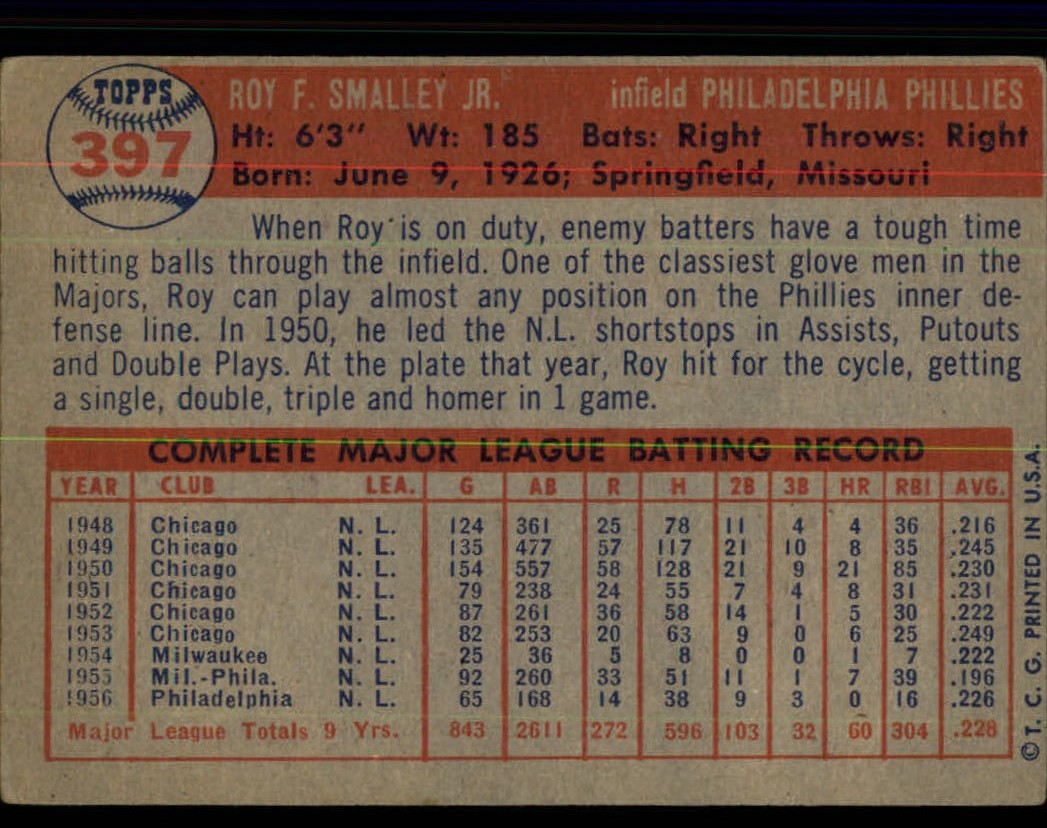 TOPPS
397
ROY F. SMALLEY JR. infield PHILADELPHIA PHILLIES
Ht: 6'3" Wt: 185 Bats: Right Throws: Right
Born: June 9, 1926; Springfield, Missouri
When Roy is on duty, enemy batters have a tough time
hitting balls through the infield. One of the classiest glove men in the
Majors, Roy can play almost any position on the Phillies inner de-
fense line. In 1950, he led the N.L. shortstops in Assists, Putouts
and Double Plays. At the plate that year, Roy hit for the cycle, getting
a single, double, triple and homer in 1 game.
COMPLETE MAJOR LEAGUE BATTING RECORD
YEAR CLUB LEA. G AB R H 2B 3B HR RBI AVG.
1948 Chicago N. L. 124 361 25 78 11 4 4 36 .216
1949 Chicago N. L. 135 477 57 117 21 10 8 35 .245
1950 Chicago N. L. 154 557 58 128 21 9 21 85 .230
1951 Chicago N. L. 79 238 24 55 7 4 8 31 .231
1952 Chicago N. L. 87 261 36 58 14 1 5 30 .222
1953 Chicago N. L. 82 253 20 63 9 0 6 25 .249
1954 Milwaukee N. L. 25 36 5 8 0 0 1 7 .222
1955 Mil.-Phila. N. L. 92 260 33 51 11 1 7 39 .196
1956 Philadelphia N. L. 65 168 14 38 9 3 0 16 .226
Major League Totals 9 Yrs. 843 2611 272 596 103 32 60 304 .228
© T. C. G. PRINTED IN U.S.A.